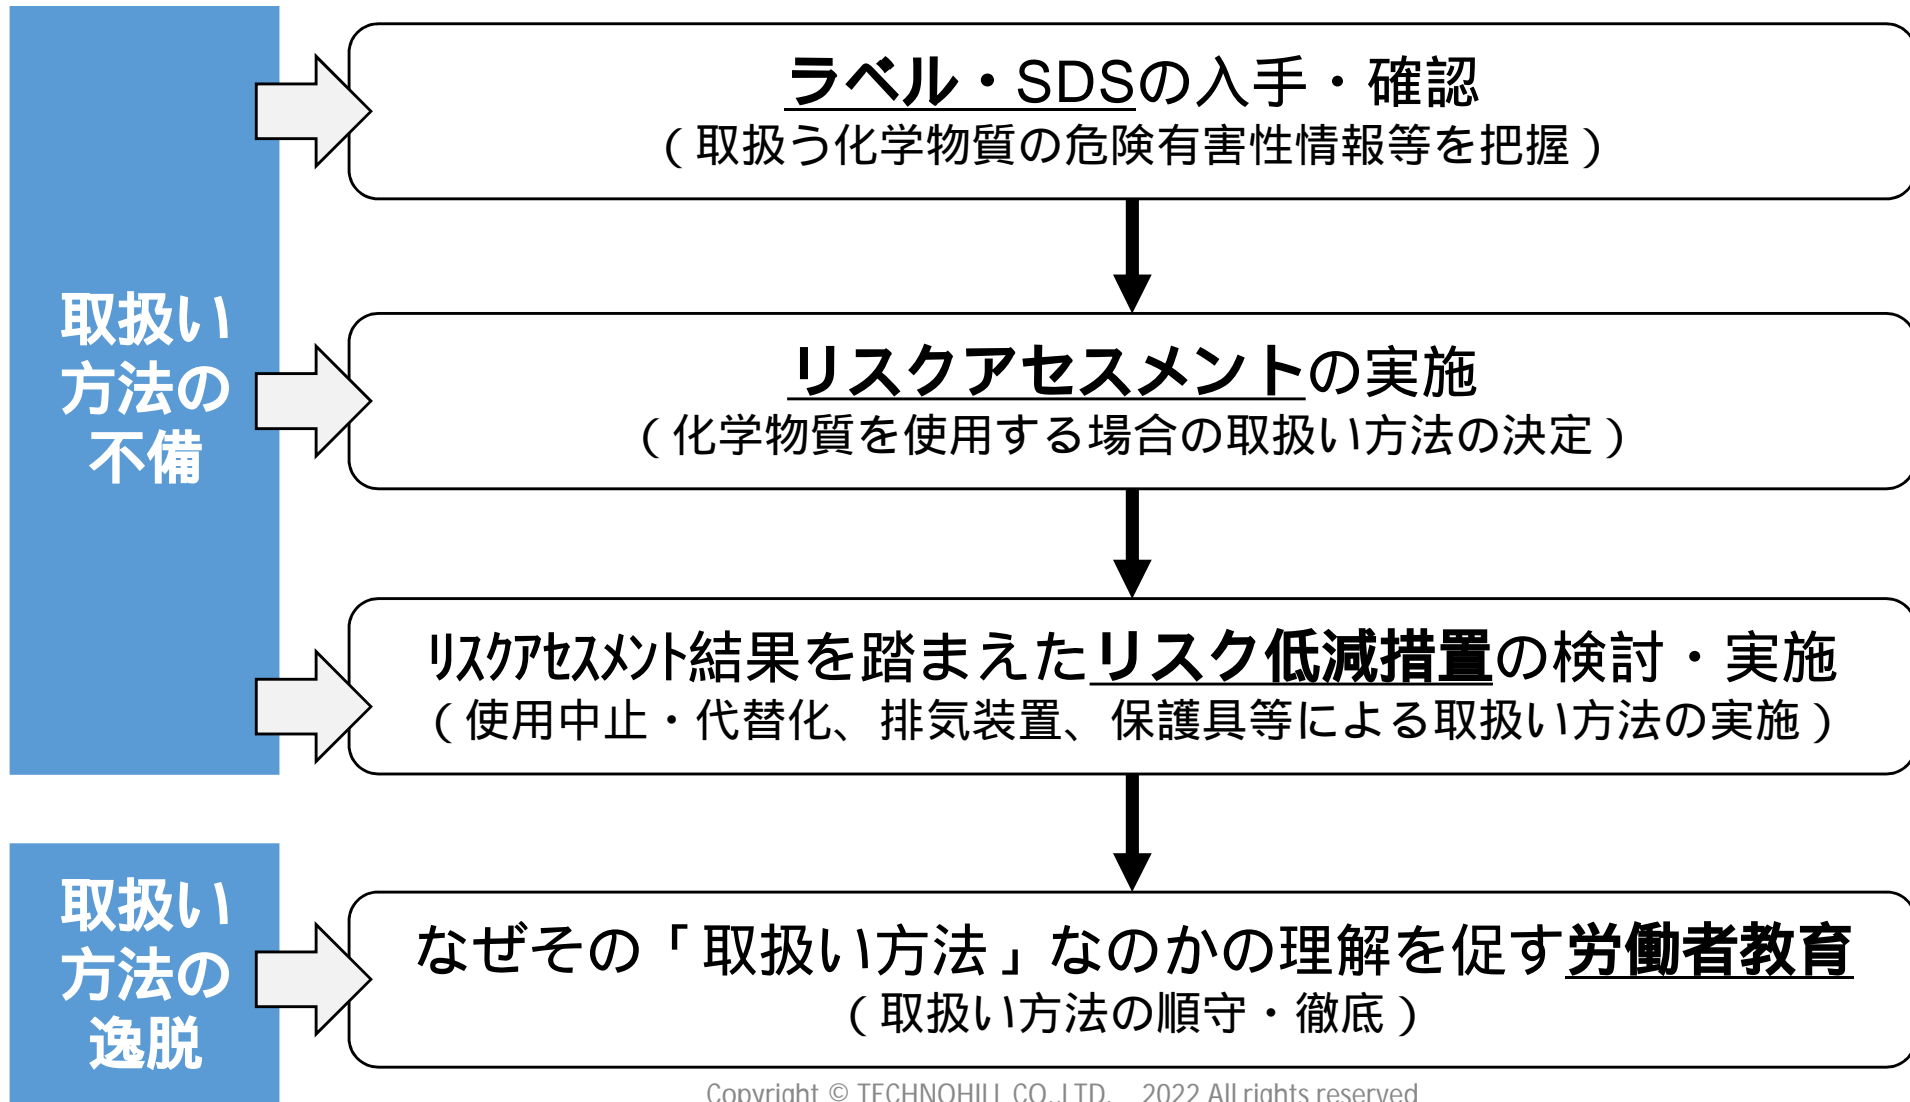 取扱い
方法の
不備
ラベル・SDSの入手・確認
(取扱う化学物質の危険有害性情報等を把握)
リスクアセスメントの実施
(化学物質を使用する場合の取扱い方法の決定)
ﾘｽｸｱｾｽﾒﾝﾄ結果を踏まえたリスク低減措置の検討・実施
(使用中止・代替化、排気装置、保護具等による取扱い方法の実施)
取扱い
方法の
逸脱
なぜその「取扱い方法」なのかの理解を促す労働者教育
(取扱い方法の順守・徹底)
Copyright © TECHNOHILL CO.,LTD. 2022 All rights reserved